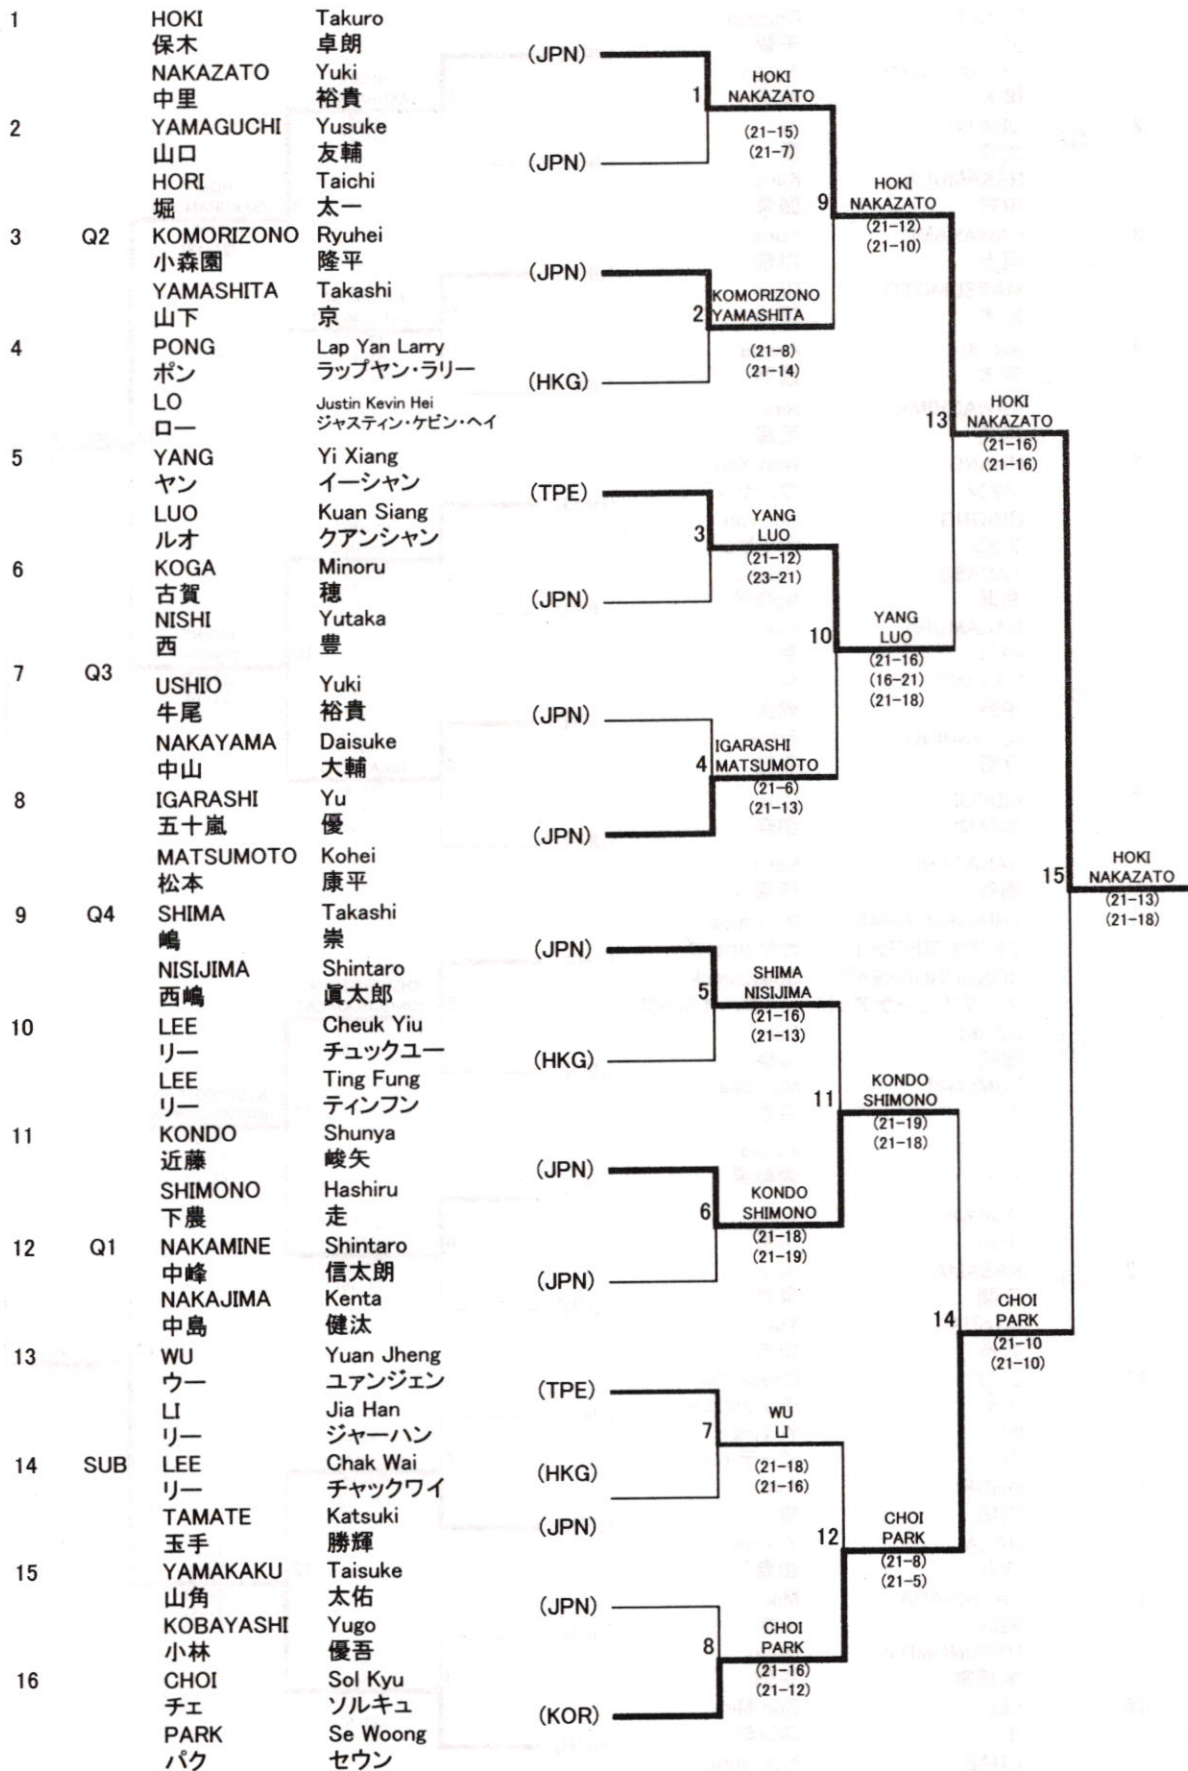 1 HOKI Takuro
保木 卓朗 (JPN)
NAKAZATO Yuki
中里 裕貴
1 HOKI
NAKAZATO
(21-15)
(21-7)
2 YAMAGUCHI Yusuke
山口 友輔 (JPN)
HORI Taichi
堀 太一
9 HOKI
NAKAZATO
(21-12)
(21-10)
3 Q2 KOMORIZONO Ryuhei
小森園 隆平 (JPN)
YAMASHITA Takashi
山下 京
2 KOMORIZONO
YAMASHITA
(21-8)
(21-14)
4 PONG Lap Yan Larry
ポン ラップヤン・ラリー (HKG)
LO Justin Kevin Hei
ロー ジャスティン・ケビン・ヘイ
13 HOKI
NAKAZATO
(21-16)
(21-16)
5 YANG Yi Xiang
ヤン イーシャン (TPE)
LUO Kuan Siang
ルオ クアンシャン
3 YANG
LUO
(21-12)
(23-21)
6 KOGA Minoru
古賀 穂 (JPN)
NISHI Yutaka
西 豊
10 YANG
LUO
(21-16)
(16-21)
(21-18)
7 Q3 USHIO Yuki
牛尾 裕貴 (JPN)
NAKAYAMA Daisuke
中山 大輔
4 IGARASHI
MATSUMOTO
(21-6)
(21-13)
8 IGARASHI Yu
五十嵐 優 (JPN)
MATSUMOTO Kohei
松本 康平
15 HOKI
NAKAZATO
(21-13)
(21-18)
9 Q4 SHIMA Takashi
嶋 崇 (JPN)
NISIJIMA Shintaro
西嶋 眞太郎
5 SHIMA
NISIJIMA
(21-16)
(21-13)
10 LEE Cheuk Yiu
リー チュックユー (HKG)
LEE Ting Fung
リー ティンフン
11 KONDO
SHIMONO
(21-19)
(21-18)
11 KONDO Shunya
近藤 峻矢 (JPN)
SHIMONO Hashiru
下農 走
6 KONDO
SHIMONO
(21-18)
(21-19)
12 Q1 NAKAMINE Shintaro
中峰 信太朗 (JPN)
NAKAJIMA Kenta
中島 健汰
14 CHOI
PARK
(21-10
(21-10)
13 WU Yuan Jheng
ウー ユァンジェン (TPE)
LI Jia Han
リー ジャーハン
7 WU
LI
(21-18)
(21-16)
14 SUB LEE Chak Wai (HKG)
リー チャックワイ
TAMATE Katsuki (JPN)
玉手 勝輝
12 CHOI
PARK
(21-8)
(21-5)
15 YAMAKAKU Taisuke
山角 太佑 (JPN)
KOBAYASHI Yugo
小林 優吾
8 CHOI
PARK
(21-16)
(21-12)
16 CHOI Sol Kyu
チェ ソルキュ (KOR)
PARK Se Woong
パク セウン